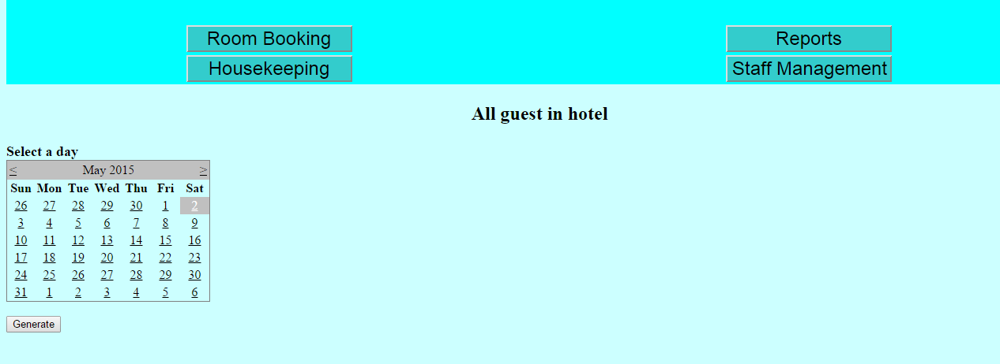 Room Booking Reports
Housekeeping Staff Management
All guest in hotel
Select a day
< May 2015 >
Sun Mon Tue Wed Thu Fri Sat
26 27 28 29 30 1 2
3 4 5 6 7 8 9
10 11 12 13 14 15 16
17 18 19 20 21 22 23
24 25 26 27 28 29 30
31 1 2 3 4 5 6
Generate